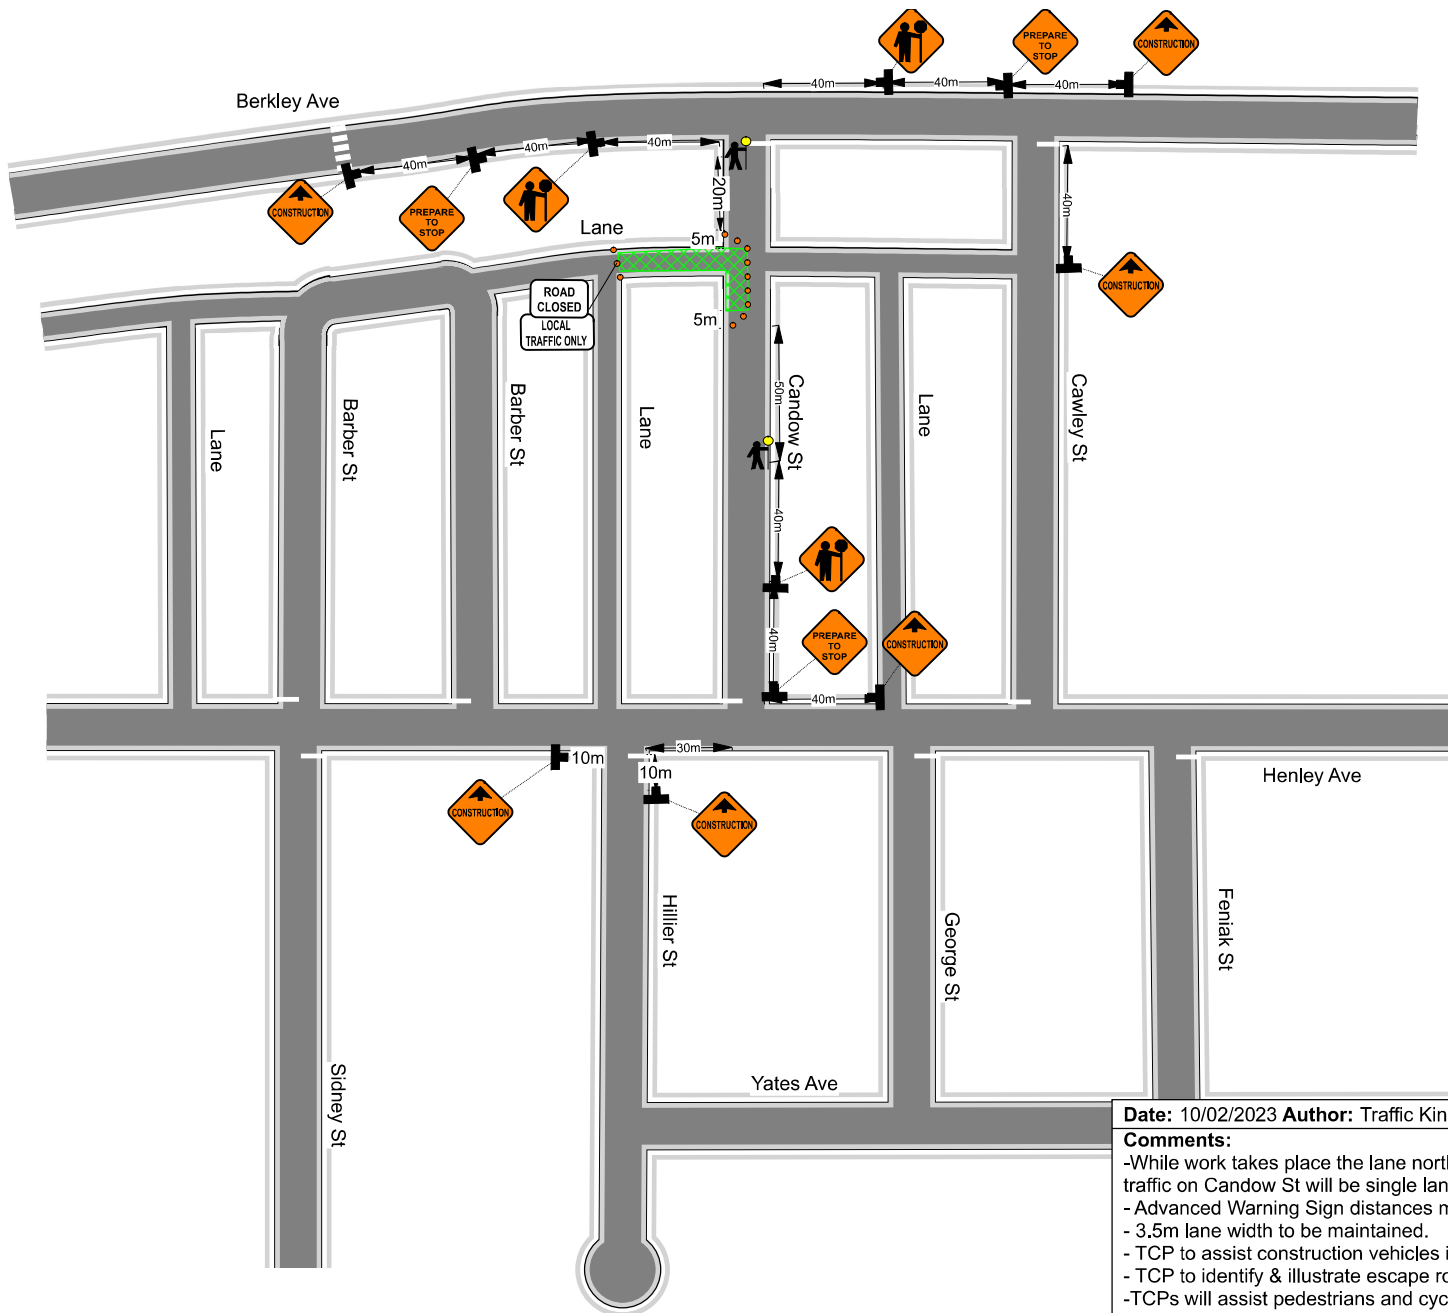 CONSTRUCTION
PREPARE
TO
STOP
40m
40m
40m
Berkley Ave
40m
40m
40m
CONSTRUCTION
PREPARE
TO
STOP
20m
40m
Lane
5m
CONSTRUCTION
ROAD
CLOSED
LOCAL
TRAFFIC ONLY
5m
50m
Candow St
Cawley St
Lane
Barber St
Barber St
Lane
Lane
40m
40m
PREPARE
TO
STOP
CONSTRUCTION
40m
30m
10m
10m
CONSTRUCTION
CONSTRUCTION
Henley Ave
Hillier St
George St
Feniak St
Sidney St
Yates Ave
Date: 10/02/2023 Author: Traffic Kin
Comments:
-While work takes place the lane north
traffic on Candow St will be single lan
- Advanced Warning Sign distances m
- 3.5m lane width to be maintained.
- TCP to assist construction vehicles i
- TCP to identify & illustrate escape ro
-TCPs will assist pedestrians and cyc